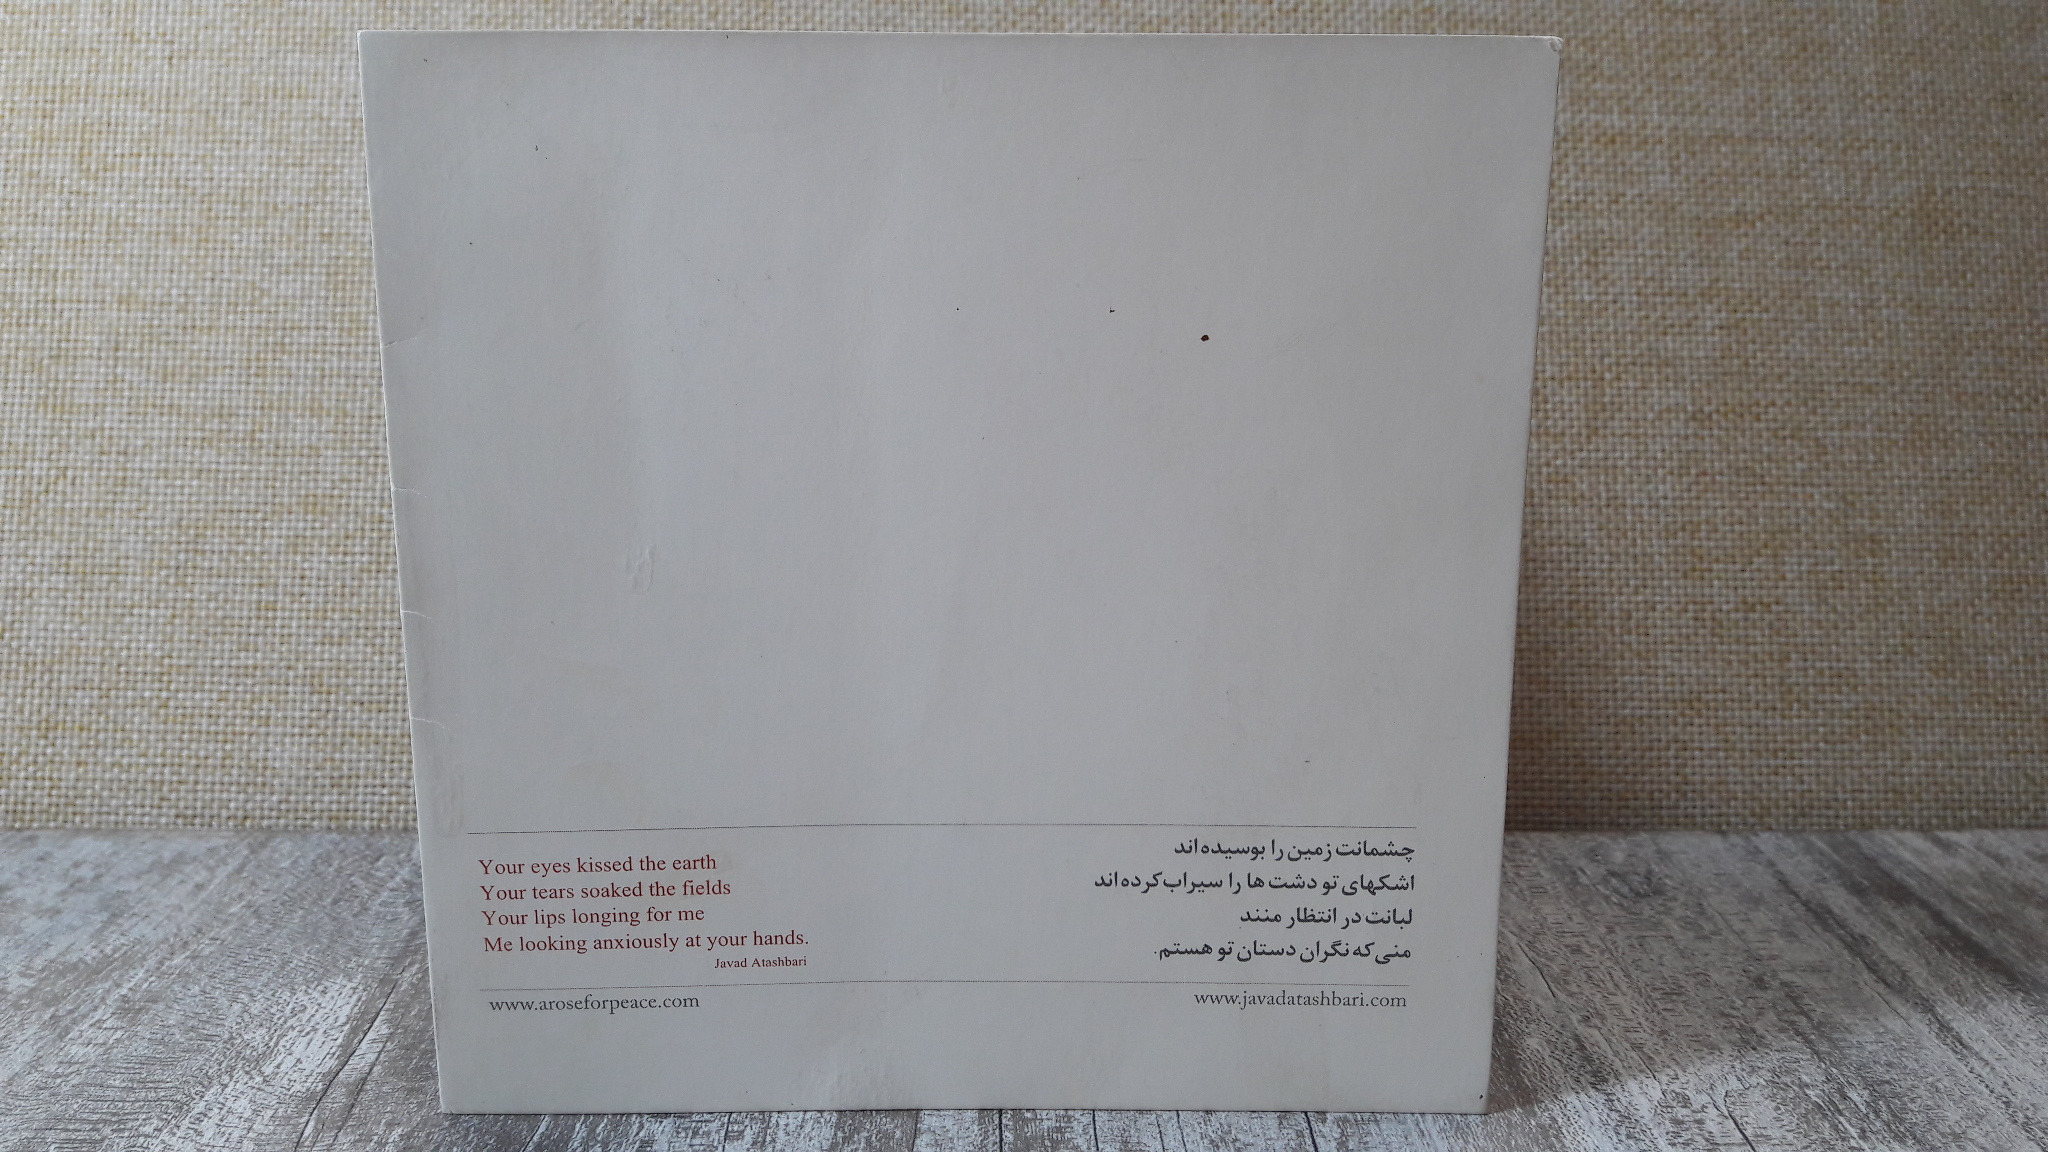 Your eyes kissed the earth
Your tears soaked the fields
Your lips longing for me
Me looking anxiously at your hands.
Javad Atashbari
چشمانت زمین را بوسیده‌اند
اشکهای تو دشت ها را سیراب کرده‌اند
لبانت در انتظار منند
منی که نگران دستان تو هستم.
www.aroseforpeace.com
www.javadatashbari.com